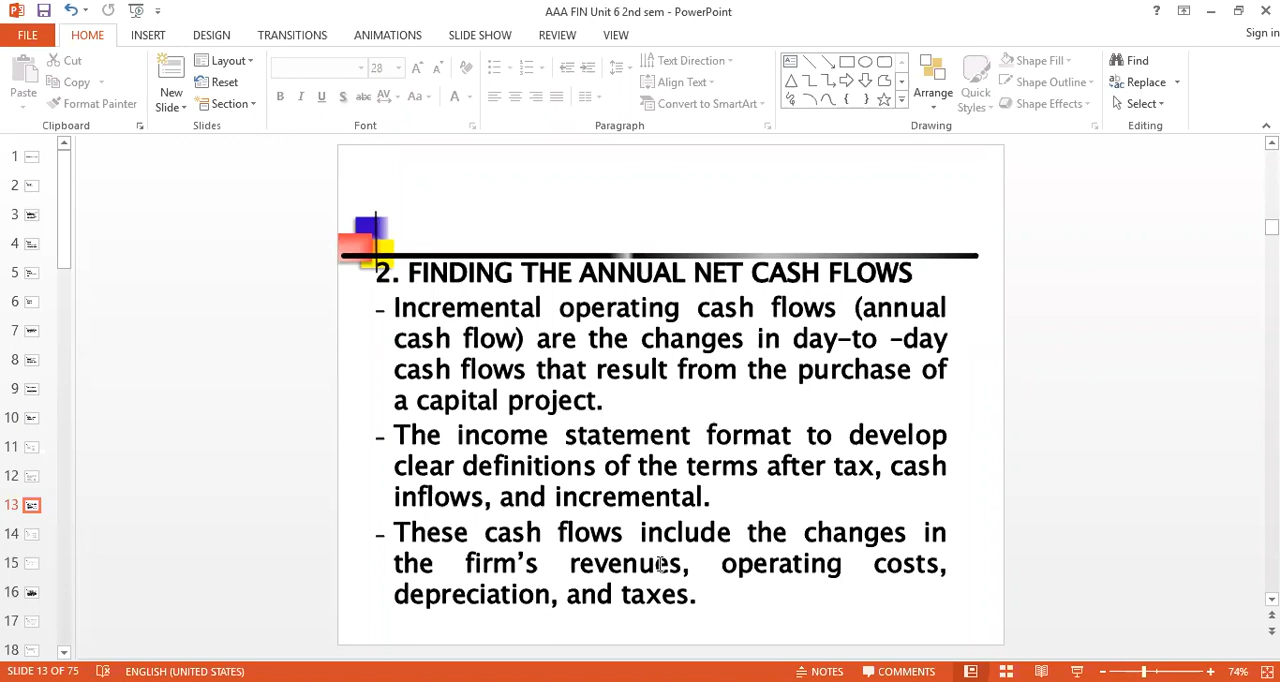 AAA FIN Unit 6 2nd sem - PowerPoint
?
FILE HOME INSERT DESIGN TRANSITIONS ANIMATIONS SLIDE SHOW REVIEW VIEW Sign in
Paste
Cut
Copy
Format Painter
Clipboard
New Slide
Layout
Reset
Section
Slides
28
B I U S abc AV Aa A
Font
Text Direction
Align Text
Convert to SmartArt
Paragraph
Arrange
Quick Styles
Shape Fill
Shape Outline
Shape Effects
Drawing
Find
Replace
Select
Editing
1
2
3
4
5
6
7
8
9
10
11
12
13
14
15
16
17
18
2. FINDING THE ANNUAL NET CASH FLOWS
- Incremental operating cash flows (annual
cash flow) are the changes in day-to -day
cash flows that result from the purchase of
a capital project.
- The income statement format to develop
clear definitions of the terms after tax, cash
inflows, and incremental.
- These cash flows include the changes in
the firm's revenues, operating costs,
depreciation, and taxes.
SLIDE 13 OF 75 ENGLISH (UNITED STATES) NOTES COMMENTS 74%